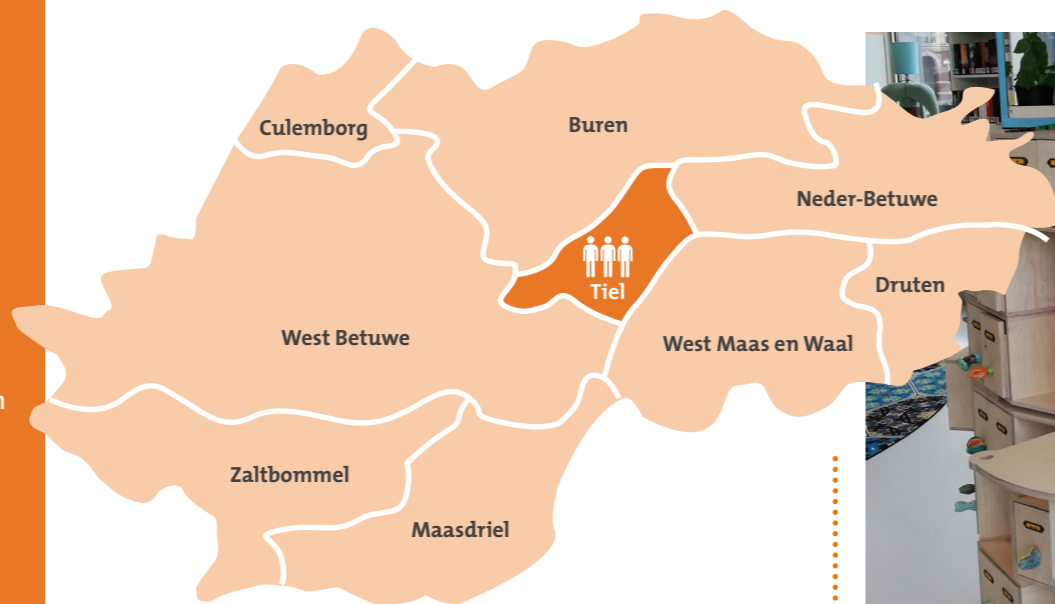 Culemborg
Buren
Neder-Betuwe
Tiel
Druten
West Betuwe
West Maas en Waal
n
Zaltbommel
Maasdriel